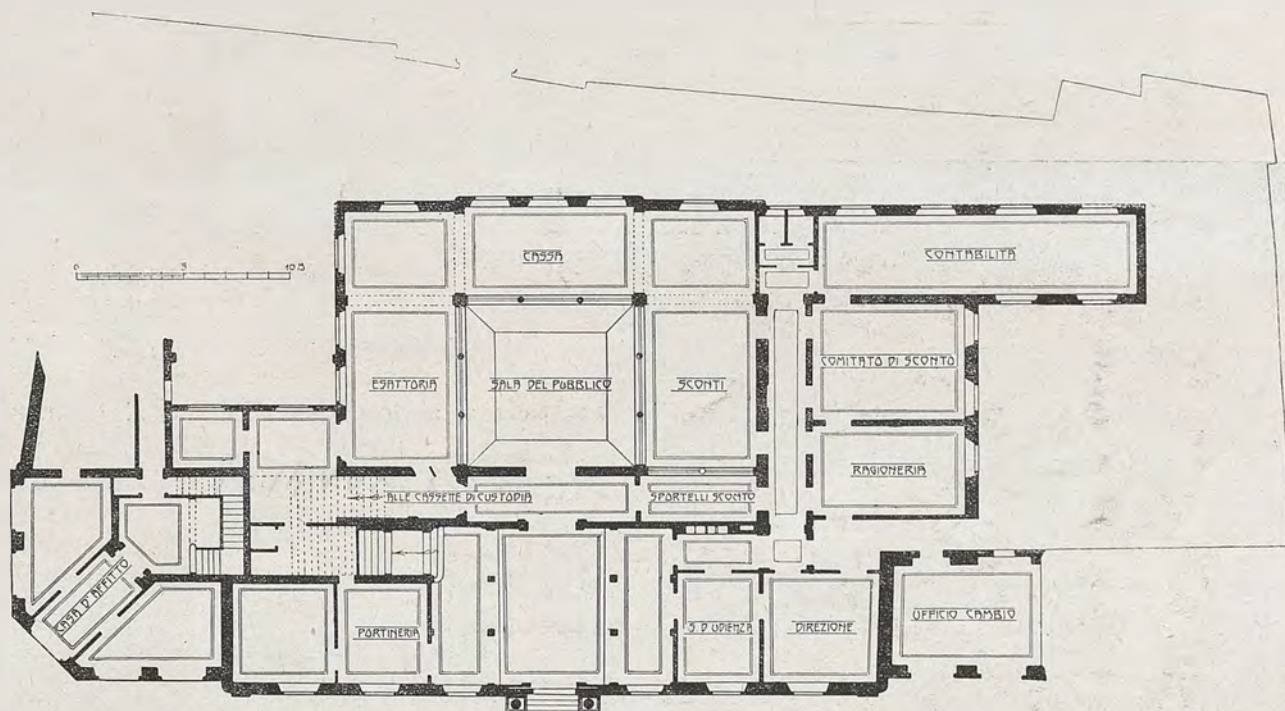 CASSA
CONTABILITÀ
0 5 10 M
COMITATO DI SCONTO
ESATTORIA
SALA DEL PUBBLICO
SCONTI
RAGIONERIA
ALLE CASSETTE DI CUSTODIA
SPORTELLI SCONTO
CASA D'AFFITTO
PORTINERIA
S. D'UDIENZA
DIREZIONE
UFFICIO CAMBIO